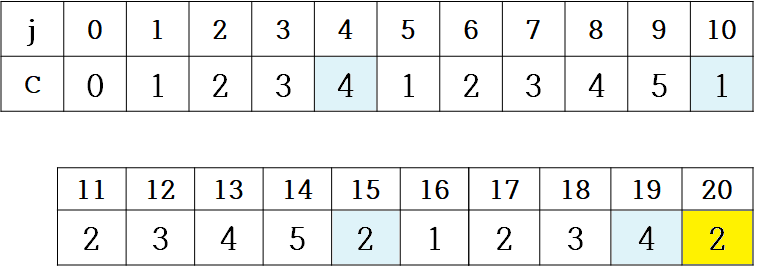 j 0 1 2 3 4 5 6 7 8 9 10
C 0 1 2 3 4 1 2 3 4 5 1
11 12 13 14 15 16 17 18 19 20
2 3 4 5 2 1 2 3 4 2